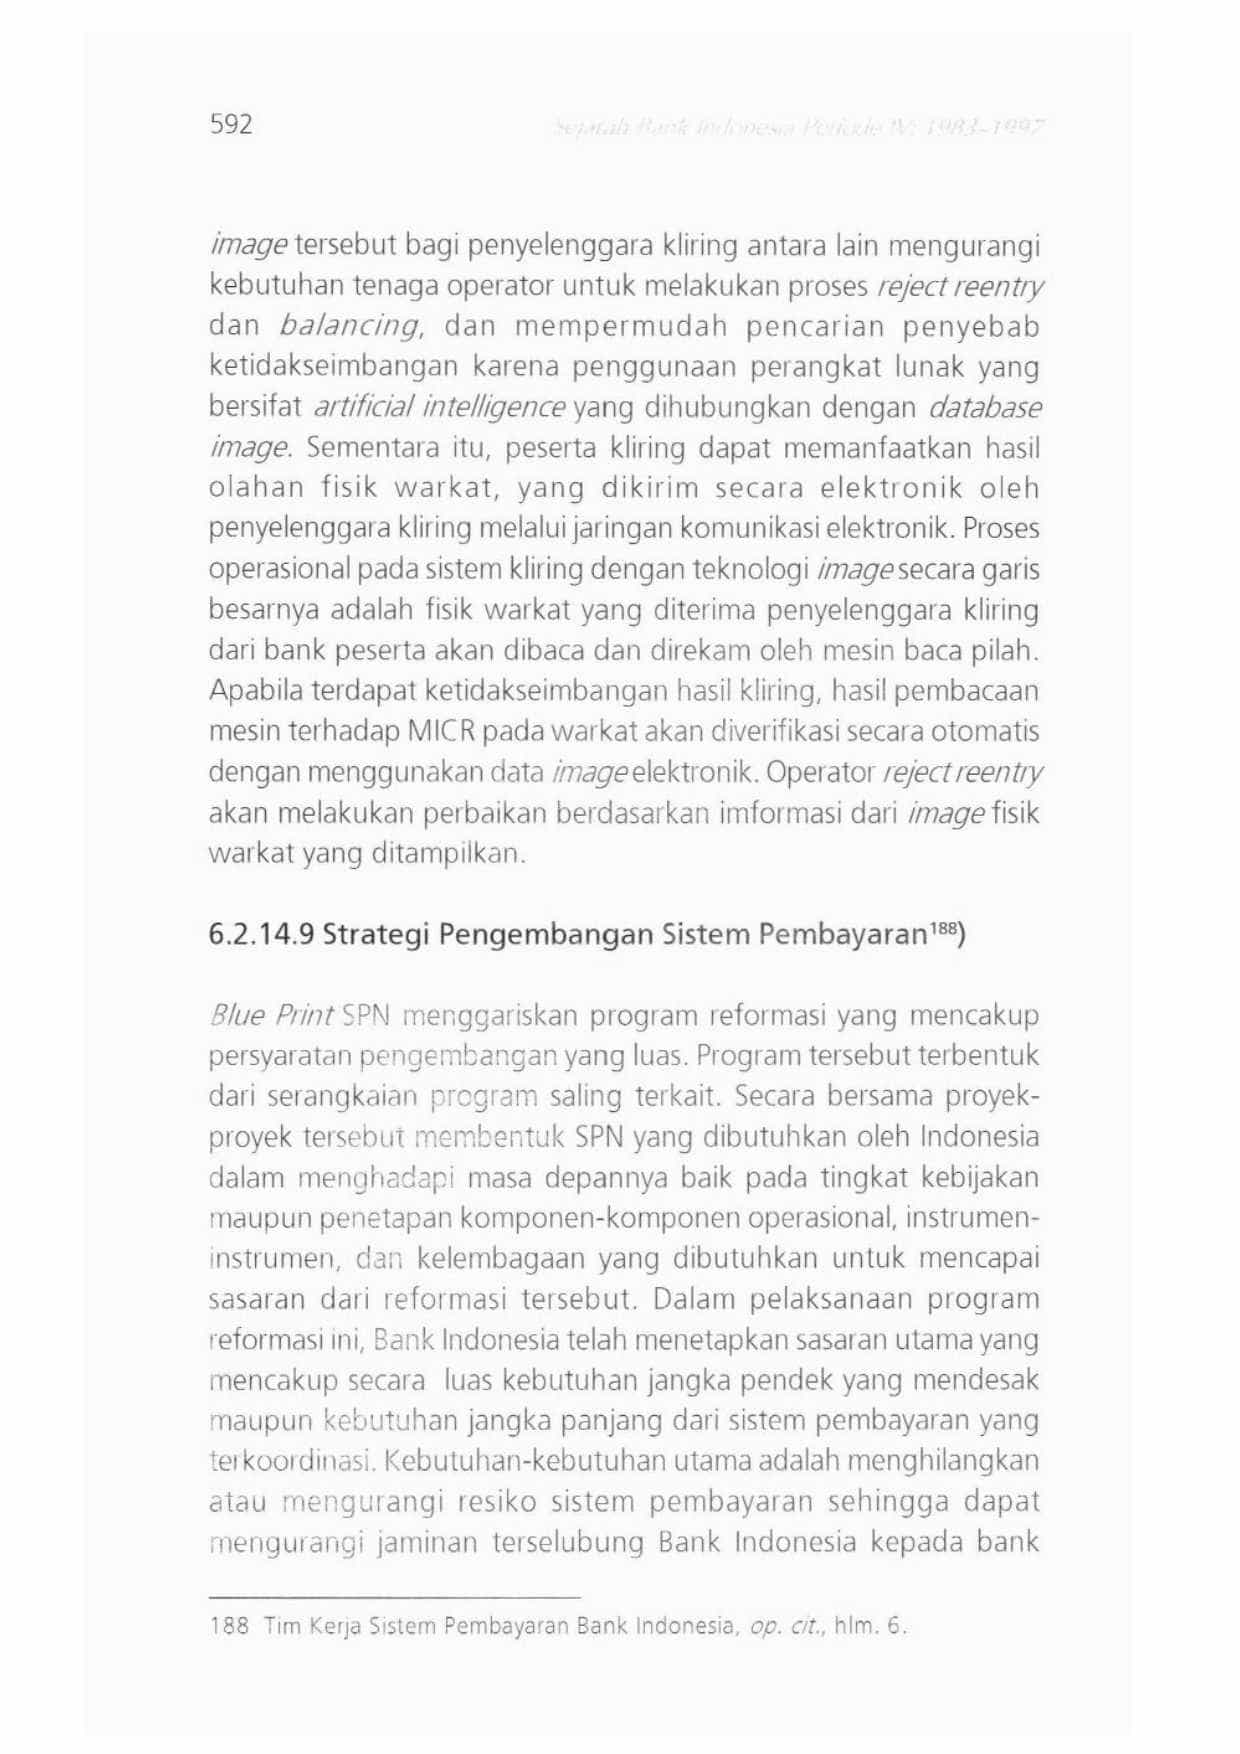 592 Sejarah Bank Indonesia Periode IV: 1983–1997
image tersebut bagi penyelenggara kliring antara lain mengurangi
kebutuhan tenaga operator untuk melakukan proses reject reentry
dan balancing, dan mempermudah pencarian penyebab
ketidakseimbangan karena penggunaan perangkat lunak yang
bersifat artificial intelligence yang dihubungkan dengan database
image. Sementara itu, peserta kliring dapat memanfaatkan hasil
olahan fisik warkat, yang dikirim secara elektronik oleh
penyelenggara kliring melalui jaringan komunikasi elektronik. Proses
operasional pada sistem kliring dengan teknologi image secara garis
besarnya adalah fisik warkat yang diterima penyelenggara kliring
dari bank peserta akan dibaca dan direkam oleh mesin baca pilah.
Apabila terdapat ketidakseimbangan hasil kliring, hasil pembacaan
mesin terhadap MICR pada warkat akan diverifikasi secara otomatis
dengan menggunakan data image elektronik. Operator reject reentry
akan melakukan perbaikan berdasarkan imformasi dari image fisik
warkat yang ditampilkan.
6.2.14.9 Strategi Pengembangan Sistem Pembayaran¹⁸⁸)
Blue Print SPN menggariskan program reformasi yang mencakup
persyaratan pengembangan yang luas. Program tersebut terbentuk
dari serangkaian program saling terkait. Secara bersama proyek-
proyek tersebut membentuk SPN yang dibutuhkan oleh Indonesia
dalam menghadapi masa depannya baik pada tingkat kebijakan
maupun penetapan komponen-komponen operasional, instrumen-
instrumen, dan kelembagaan yang dibutuhkan untuk mencapai
sasaran dari reformasi tersebut. Dalam pelaksanaan program
reformasi ini, Bank Indonesia telah menetapkan sasaran utama yang
mencakup secara luas kebutuhan jangka pendek yang mendesak
maupun kebutuhan jangka panjang dari sistem pembayaran yang
terkoordinasi. Kebutuhan-kebutuhan utama adalah menghilangkan
atau mengurangi resiko sistem pembayaran sehingga dapat
mengurangi jaminan terselubung Bank Indonesia kepada bank
188 Tim Kerja Sistem Pembayaran Bank Indonesia, op. cit., hlm. 6.